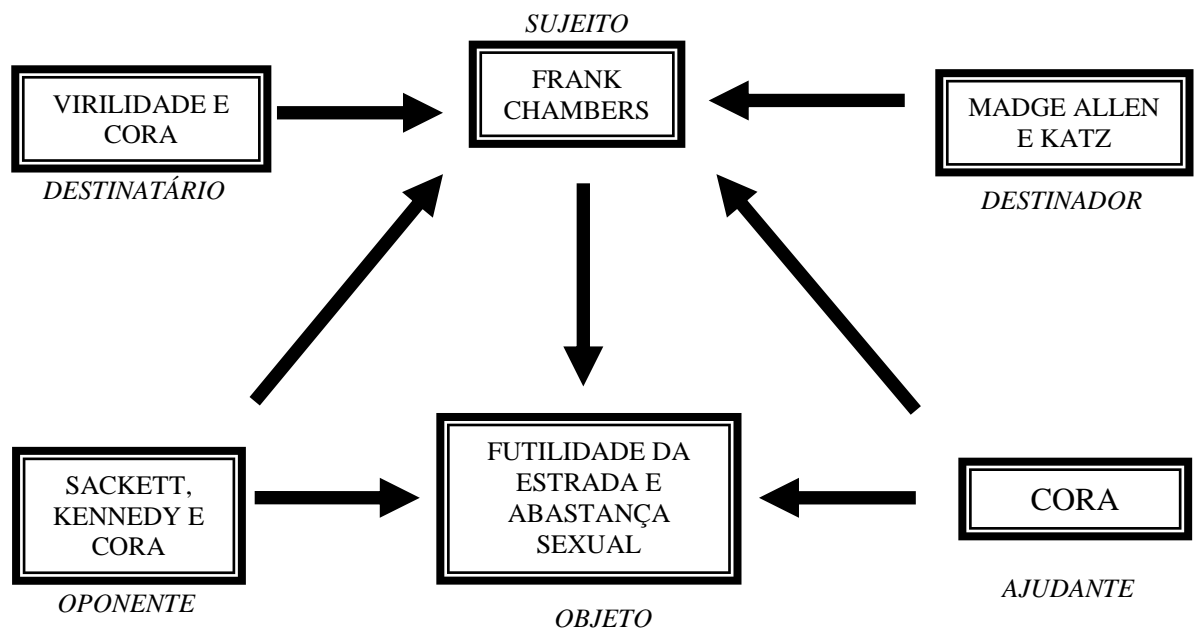 SUJEITO
FRANK
CHAMBERS
VIRILIDADE E
CORA
DESTINATÁRIO
MADGE ALLEN
E KATZ
DESTINADOR
SACKETT,
KENNEDY E
CORA
OPONENTE
FUTILIDADE DA
ESTRADA E
ABASTANÇA
SEXUAL
OBJETO
CORA
AJUDANTE